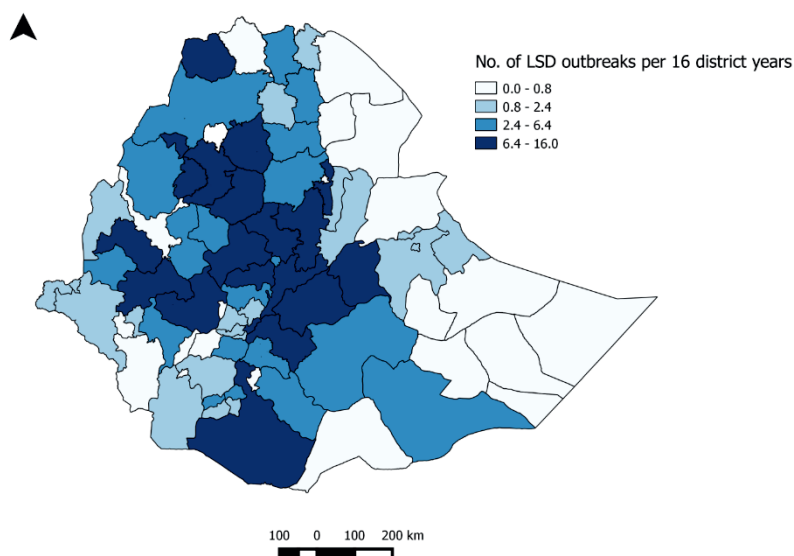 No. of LSD outbreaks per 16 district years
0.0 - 0.8
0.8 - 2.4
2.4 - 6.4
6.4 - 16.0
100 0 100 200 km